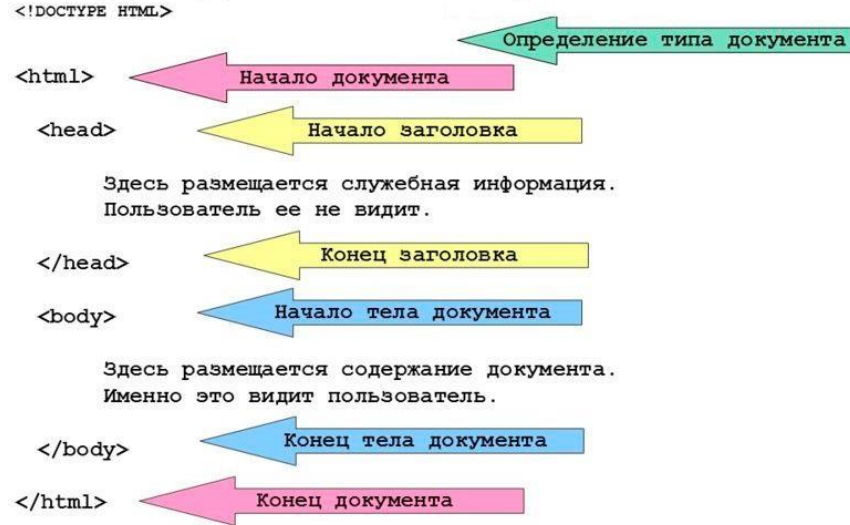 <!DOCTYPE HTML>
Определение типа документа
<html> Начало документа
<head> Начало заголовка
Здесь размещается служебная информация.
Пользователь ее не видит.
</head> Конец заголовка
<body> Начало тела документа
Здесь размещается содержание документа.
Именно это видит пользователь.
</body> Конец тела документа
</html> Конец документа